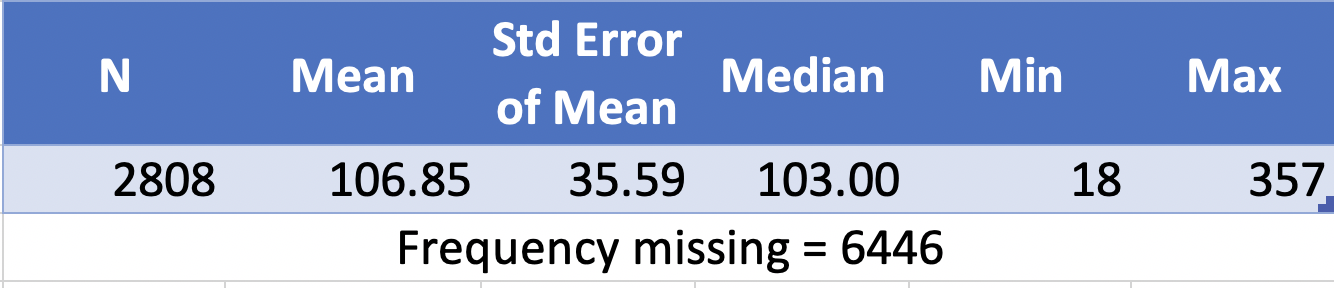 N Mean Std Error of Mean Median Min Max
2808 106.85 35.59 103.00 18 357
Frequency missing = 6446